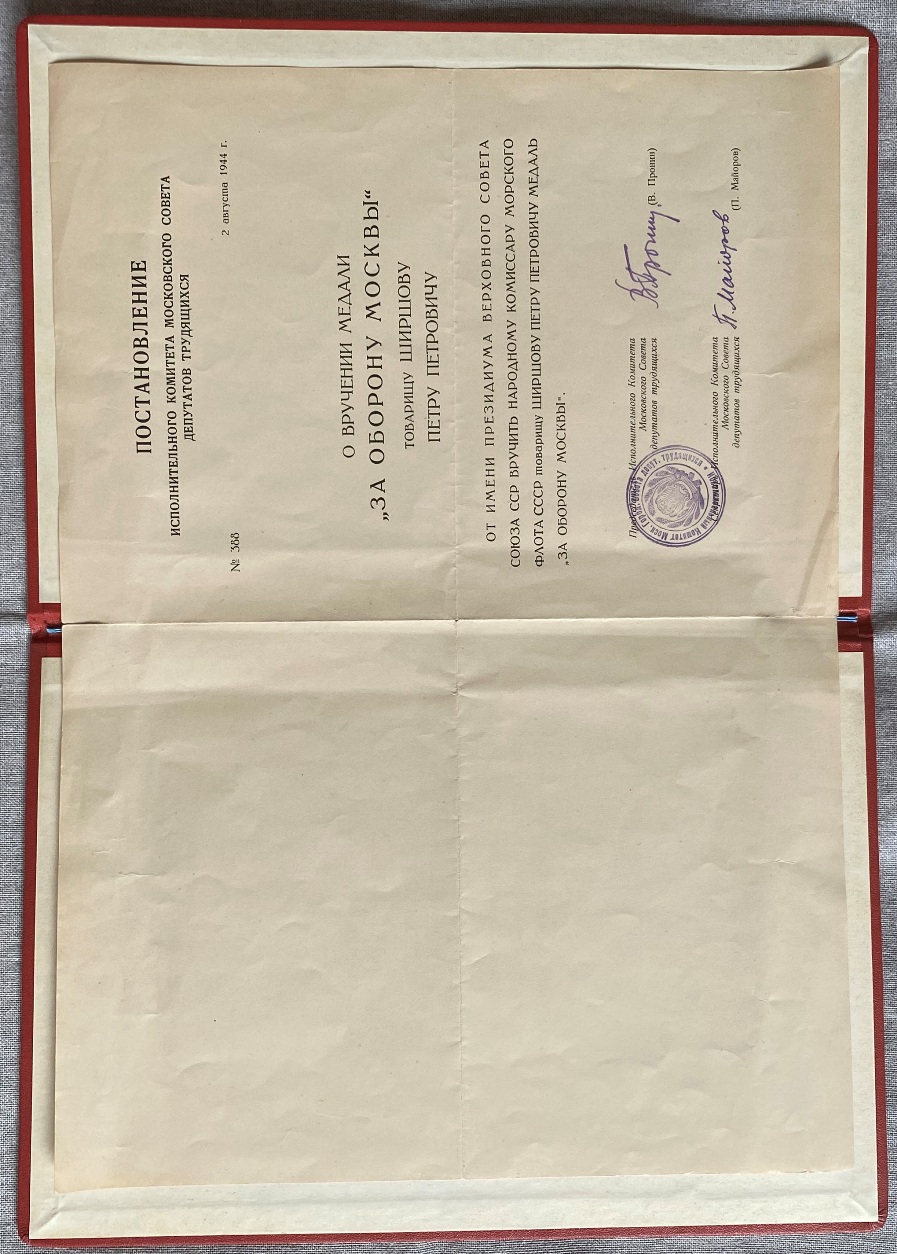 ПОСТАНОВЛЕНИЕ
ИСПОЛНИТЕЛЬНОГО КОМИТЕТА МОСКОВСКОГО СОВЕТА
ДЕПУТАТОВ ТРУДЯЩИХСЯ
№ 388
2 августа 1944 г.
О ВРУЧЕНИИ МЕДАЛИ
„ЗА ОБОРОНУ МОСКВЫ“
ТОВАРИЩУ ШИРШОВУ
ПЕТРУ ПЕТРОВИЧУ
ОТ ИМЕНИ ПРЕЗИДИУМА ВЕРХОВНОГО СОВЕТА
СОЮЗА ССР ВРУЧИТЬ НАРОДНОМУ КОМИССАРУ МОРСКОГО
ФЛОТА СССР товарищу ШИРШОВУ ПЕТРУ ПЕТРОВИЧУ МЕДАЛЬ
„ЗА ОБОРОНУ МОСКВЫ“.
Председатель Исполнительного Комитета
Московского Совета
депутатов трудящихся
В Пронин
(В. Пронин)
Секретарь Исполнительного Комитета
Московского Совета
депутатов трудящихся
П. Майоров
(П. Майоров)